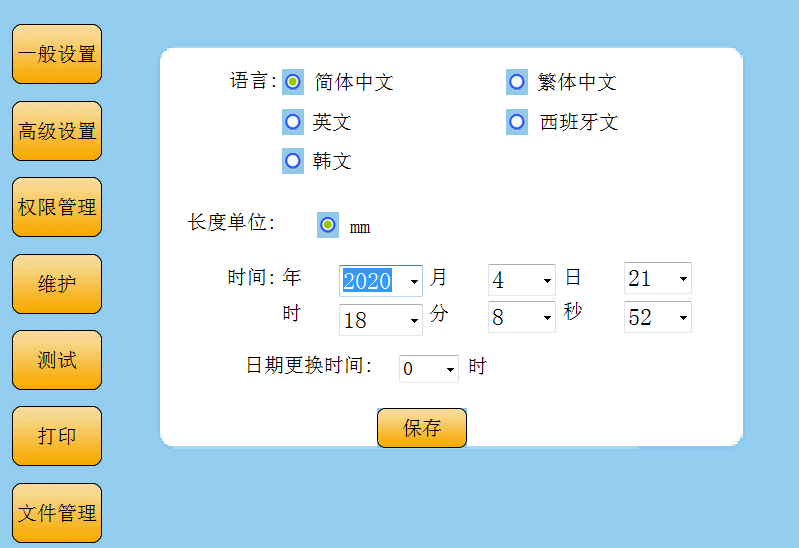 一般设置
高级设置
权限管理
维护
测试
打印
文件管理
语言: 简体中文 繁体中文
英文 西班牙文
韩文
长度单位: mm
时间: 年 2020 月 4 日 21
时 18 分 8 秒 52
日期更换时间: 0 时
保存